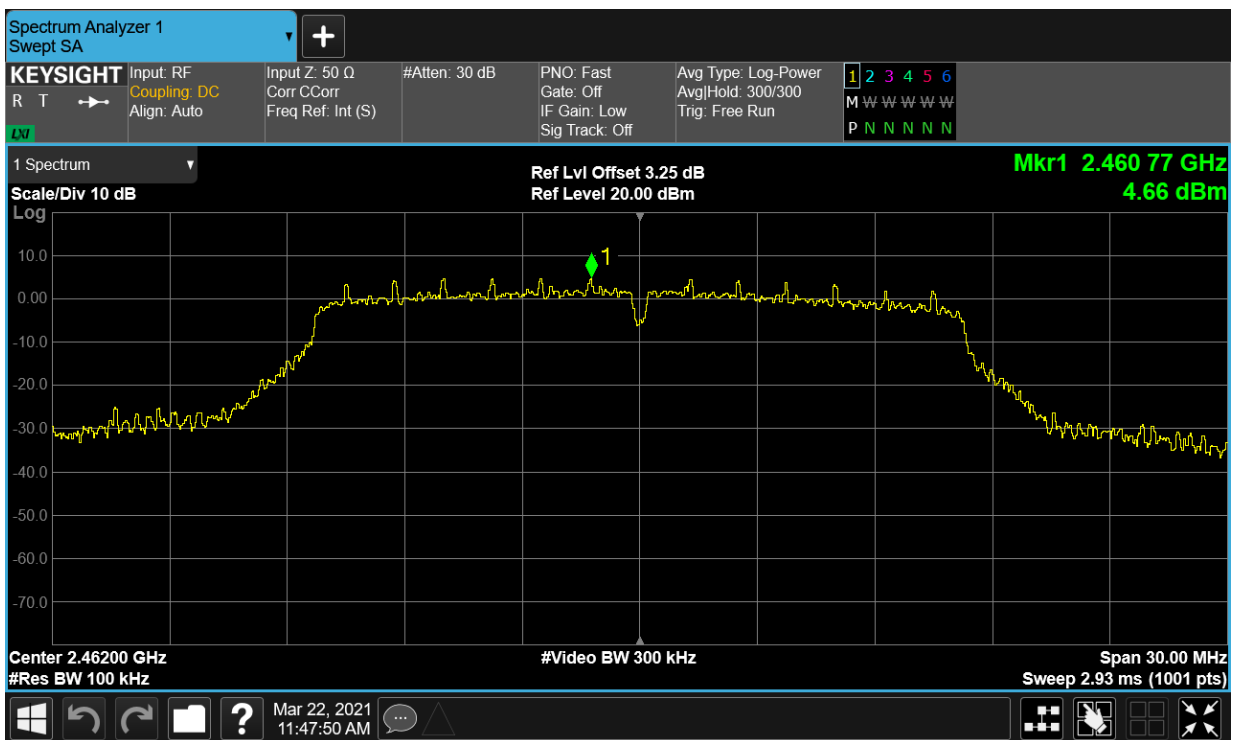 Spectrum Analyzer 1
Swept SA
+
KEYSIGHT
R T
LXI
Input: RF
Coupling: DC
Align: Auto
Input Z: 50 Ω
Corr CCorr
Freq Ref: Int (S)
#Atten: 30 dB
PNO: Fast
Gate: Off
IF Gain: Low
Sig Track: Off
Avg Type: Log-Power
Avg|Hold: 300/300
Trig: Free Run
1 2 3 4 5 6
M W W W W W
P N N N N N
1 Spectrum
Scale/Div 10 dB
Log
Ref Lvl Offset 3.25 dB
Ref Level 20.00 dBm
Mkr1 2.460 77 GHz
4.66 dBm
1
10.0
0.00
-10.0
-20.0
-30.0
-40.0
-50.0
-60.0
-70.0
Center 2.46200 GHz
#Res BW 100 kHz
#Video BW 300 kHz
Span 30.00 MHz
Sweep 2.93 ms (1001 pts)
?
Mar 22, 2021
11:47:50 AM